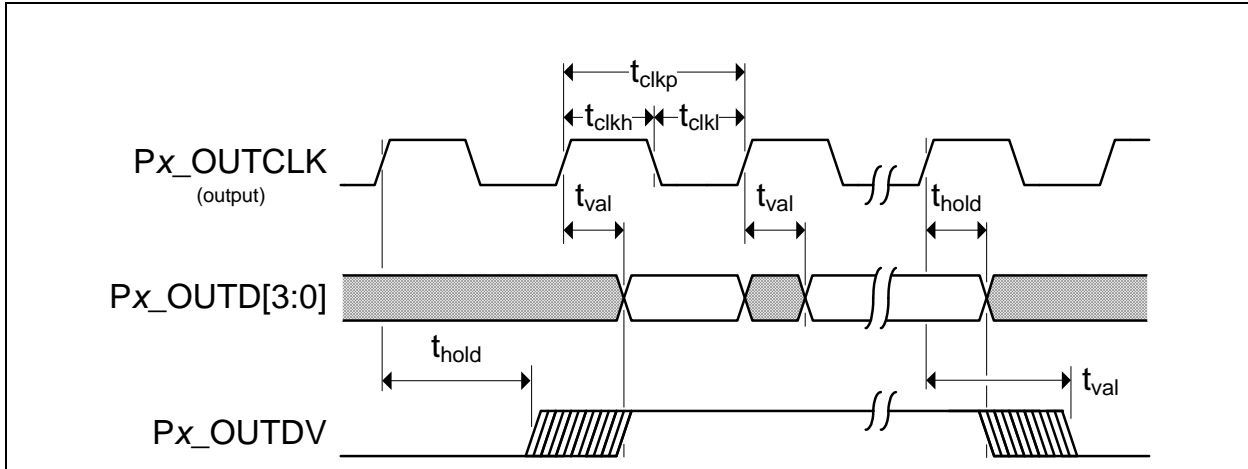 tclkp
tclkh tclkl
Px_OUTCLK
(output)
tval tval thold
Px_OUTD[3:0]
thold
tval
Px_OUTDV